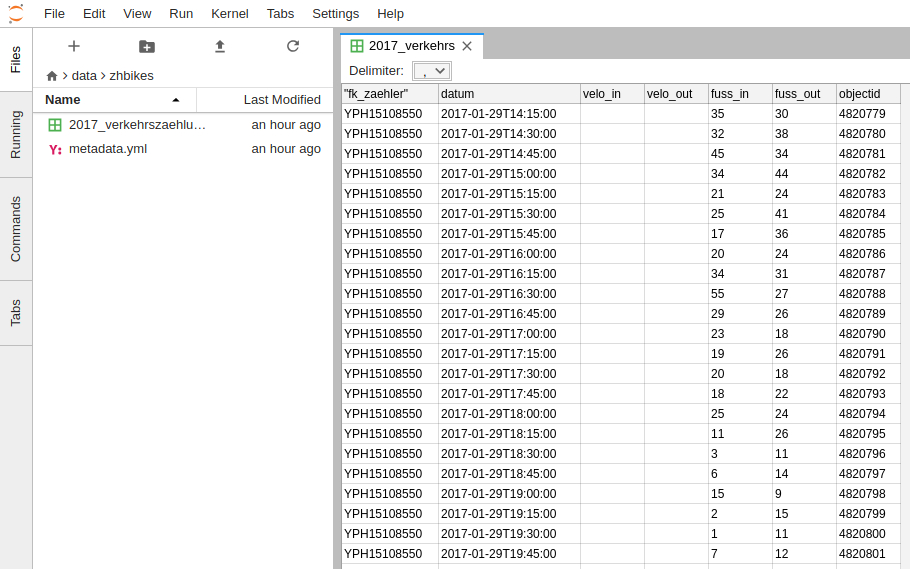 File Edit View Run Kernel Tabs Settings Help
Files
Running
Commands
Tabs
data zhbikes
Name Last Modified
2017_verkehrszaehlu… an hour ago
Y: metadata.yml an hour ago
2017_verkehrs
Delimiter: ,
"fk_zaehler" datum velo_in velo_out fuss_in fuss_out objectid
YPH15108550 2017-01-29T14:15:00 35 30 4820779
YPH15108550 2017-01-29T14:30:00 32 38 4820780
YPH15108550 2017-01-29T14:45:00 45 34 4820781
YPH15108550 2017-01-29T15:00:00 34 44 4820782
YPH15108550 2017-01-29T15:15:00 21 24 4820783
YPH15108550 2017-01-29T15:30:00 25 41 4820784
YPH15108550 2017-01-29T15:45:00 17 36 4820785
YPH15108550 2017-01-29T16:00:00 20 24 4820786
YPH15108550 2017-01-29T16:15:00 34 31 4820787
YPH15108550 2017-01-29T16:30:00 55 27 4820788
YPH15108550 2017-01-29T16:45:00 29 26 4820789
YPH15108550 2017-01-29T17:00:00 23 18 4820790
YPH15108550 2017-01-29T17:15:00 19 26 4820791
YPH15108550 2017-01-29T17:30:00 20 18 4820792
YPH15108550 2017-01-29T17:45:00 18 22 4820793
YPH15108550 2017-01-29T18:00:00 25 24 4820794
YPH15108550 2017-01-29T18:15:00 11 26 4820795
YPH15108550 2017-01-29T18:30:00 3 11 4820796
YPH15108550 2017-01-29T18:45:00 6 14 4820797
YPH15108550 2017-01-29T19:00:00 15 9 4820798
YPH15108550 2017-01-29T19:15:00 2 15 4820799
YPH15108550 2017-01-29T19:30:00 1 11 4820800
YPH15108550 2017-01-29T19:45:00 7 12 4820801